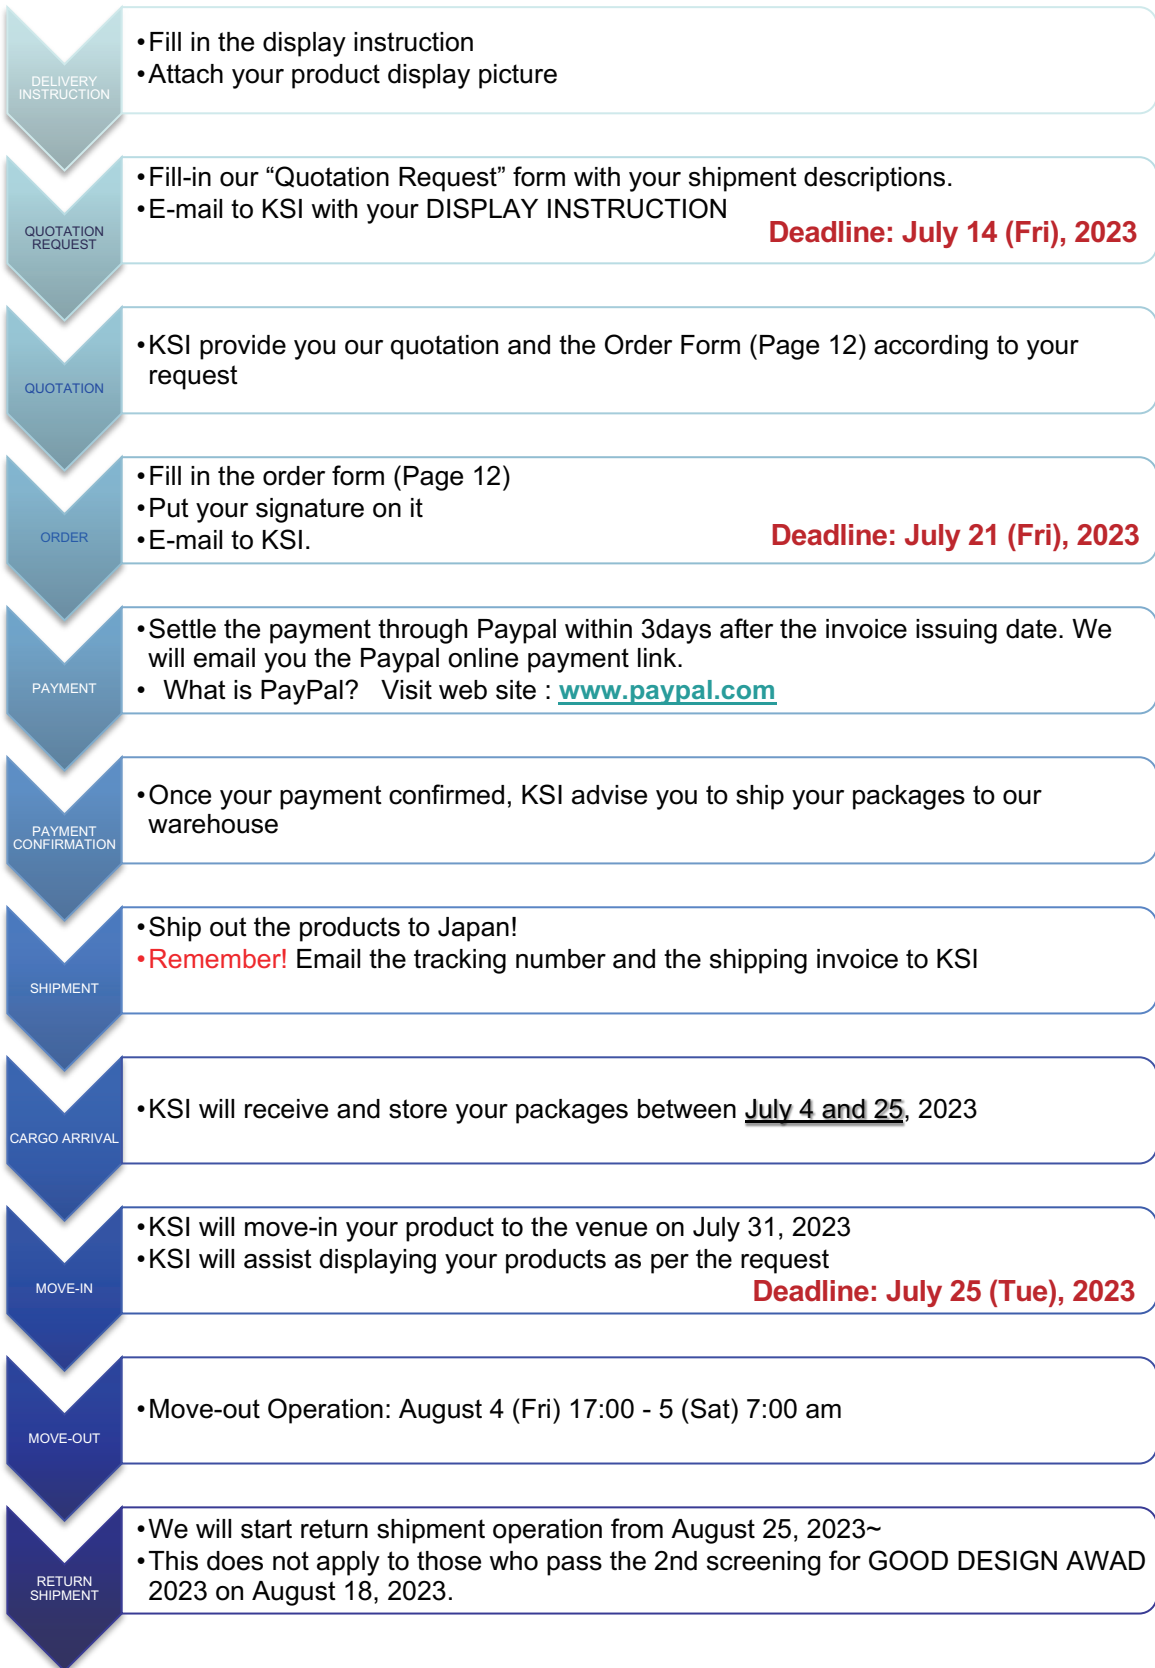 DELIVERY
INSTRUCTION
•Fill in the display instruction
•Attach your product display picture
QUOTATION
REQUEST
•Fill-in our “Quotation Request” form with your shipment descriptions.
•E-mail to KSI with your DISPLAY INSTRUCTION
Deadline: July 14 (Fri), 2023
QUOTATION
•KSI provide you our quotation and the Order Form (Page 12) according to your
request
ORDER
•Fill in the order form (Page 12)
•Put your signature on it
•E-mail to KSI.
Deadline: July 21 (Fri), 2023
PAYMENT
•Settle the payment through Paypal within 3days after the invoice issuing date. We
will email you the Paypal online payment link.
• What is PayPal? Visit web site : www.paypal.com
PAYMENT
CONFIRMATION
•Once your payment confirmed, KSI advise you to ship your packages to our
warehouse
SHIPMENT
•Ship out the products to Japan!
•Remember! Email the tracking number and the shipping invoice to KSI
CARGO ARRIVAL
•KSI will receive and store your packages between July 4 and 25, 2023
MOVE-IN
•KSI will move-in your product to the venue on July 31, 2023
•KSI will assist displaying your products as per the request
Deadline: July 25 (Tue), 2023
MOVE-OUT
•Move-out Operation: August 4 (Fri) 17:00 - 5 (Sat) 7:00 am
RETURN
SHIPMENT
•We will start return shipment operation from August 25, 2023~
•This does not apply to those who pass the 2nd screening for GOOD DESIGN AWAD
2023 on August 18, 2023.